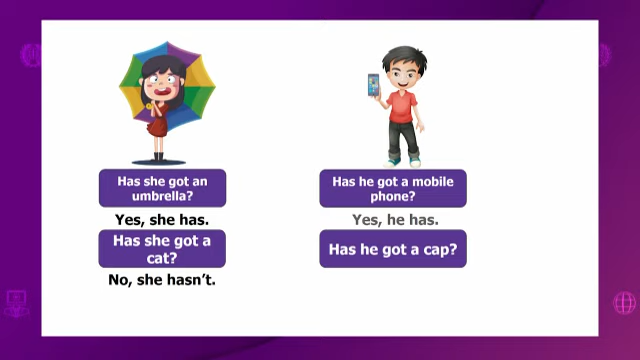 Has she got an
umbrella?
Yes, she has.
Has she got a
cat?
No, she hasn't.
Has he got a mobile
phone?
Yes, he has.
Has he got a cap?